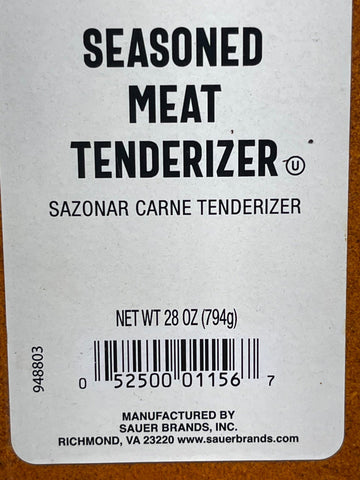 SEASONED
MEAT
TENDERIZER Ⓤ
SAZONAR CARNE TENDERIZER
NET WT 28 OZ (794g)
948803
0 52500 01156 7
MANUFACTURED BY
SAUER BRANDS, INC.
RICHMOND, VA 23220 www.sauerbrands.com